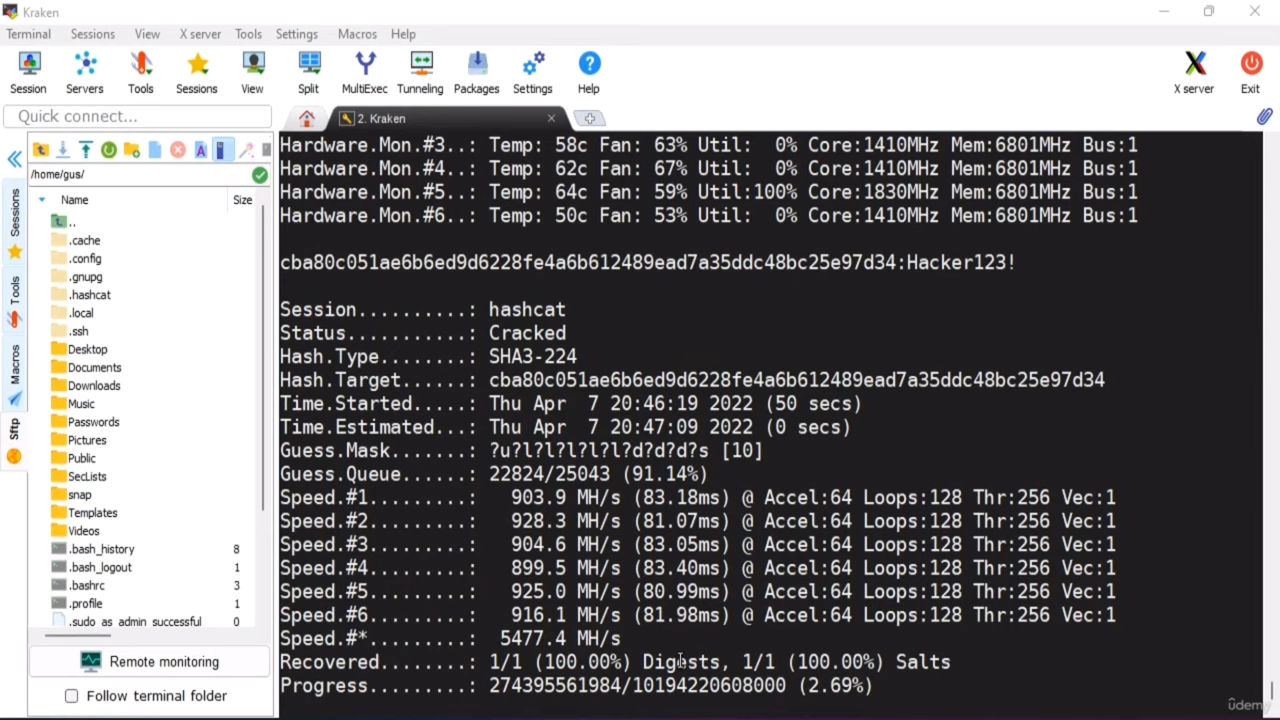 Kraken
Terminal Sessions View X server Tools Settings Macros Help
Session Servers Tools Sessions View Split MultiExec Tunneling Packages Settings Help X server Exit
Quick connect...
2. Kraken
/home/gus/
Name Size
..
.cache
.config
.gnupg
.hashcat
.local
.ssh
Desktop
Documents
Downloads
Music
Passwords
Pictures
Public
SecLists
snap
Templates
Videos
.bash_history 8
.bash_logout 1
.bashrc 3
.profile 1
.sudo_as_admin_successful 0
Remote monitoring
Follow terminal folder
Sessions
Tools
Macros
Sftp
Hardware.Mon.#3..: Temp: 58c Fan: 63% Util:  0% Core:1410MHz Mem:6801MHz Bus:1
Hardware.Mon.#4..: Temp: 62c Fan: 67% Util:  0% Core:1410MHz Mem:6801MHz Bus:1
Hardware.Mon.#5..: Temp: 64c Fan: 59% Util:100% Core:1830MHz Mem:6801MHz Bus:1
Hardware.Mon.#6..: Temp: 50c Fan: 53% Util:  0% Core:1410MHz Mem:6801MHz Bus:1
cba80c051ae6b6ed9d6228fe4a6b612489ead7a35ddc48bc25e97d34:Hacker123!
Session..........: hashcat
Status...........: Cracked
Hash.Type........: SHA3-224
Hash.Target......: cba80c051ae6b6ed9d6228fe4a6b612489ead7a35ddc48bc25e97d34
Time.Started.....: Thu Apr  7 20:46:19 2022 (50 secs)
Time.Estimated...: Thu Apr  7 20:47:09 2022 (0 secs)
Guess.Mask.......: ?u?l?l?l?l?l?d?d?d?s [10]
Guess.Queue......: 22824/25043 (91.14%)
Speed.#1.........:   903.9 MH/s (83.18ms) @ Accel:64 Loops:128 Thr:256 Vec:1
Speed.#2.........:   928.3 MH/s (81.07ms) @ Accel:64 Loops:128 Thr:256 Vec:1
Speed.#3.........:   904.6 MH/s (83.05ms) @ Accel:64 Loops:128 Thr:256 Vec:1
Speed.#4.........:   899.5 MH/s (83.40ms) @ Accel:64 Loops:128 Thr:256 Vec:1
Speed.#5.........:   925.0 MH/s (80.99ms) @ Accel:64 Loops:128 Thr:256 Vec:1
Speed.#6.........:   916.1 MH/s (81.98ms) @ Accel:64 Loops:128 Thr:256 Vec:1
Speed.#*.........:  5477.4 MH/s
Recovered........: 1/1 (100.00%) Digests, 1/1 (100.00%) Salts
Progress.........: 274395561984/10194220608000 (2.69%)
ûdemy